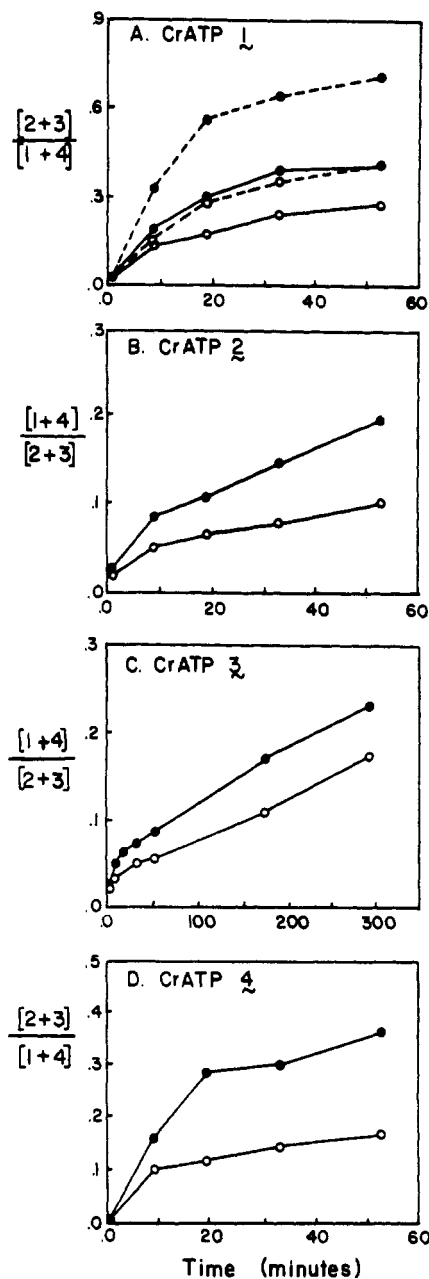 A. CrATP 1
[2+3]
[1+4]
.9
.6
.3
.0
.0 20 40 60
B. CrATP 2
[1+4]
[2+3]
.3
.2
.1
.0
.0 20 40 60
C. CrATP 3
[1+4]
[2+3]
.3
.2
.1
.0
.0 100 200 300
D. CrATP 4
[2+3]
[1+4]
.5
.4
.3
.2
.1
.0
.0 10 20 40 60
Time (minutes)